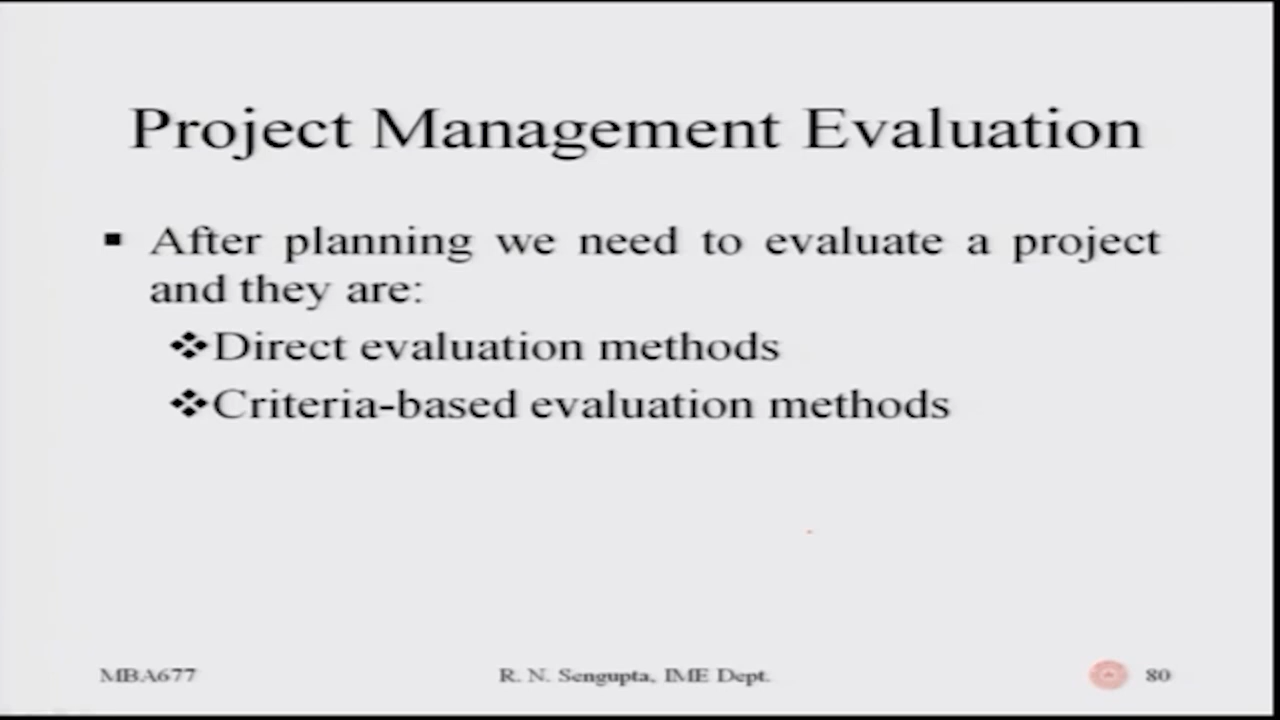 Project Management Evaluation
▪ After planning we need to evaluate a project
and they are:
❖Direct evaluation methods
❖Criteria-based evaluation methods
MBA677 R. N. Sengupta, IME Dept. 80